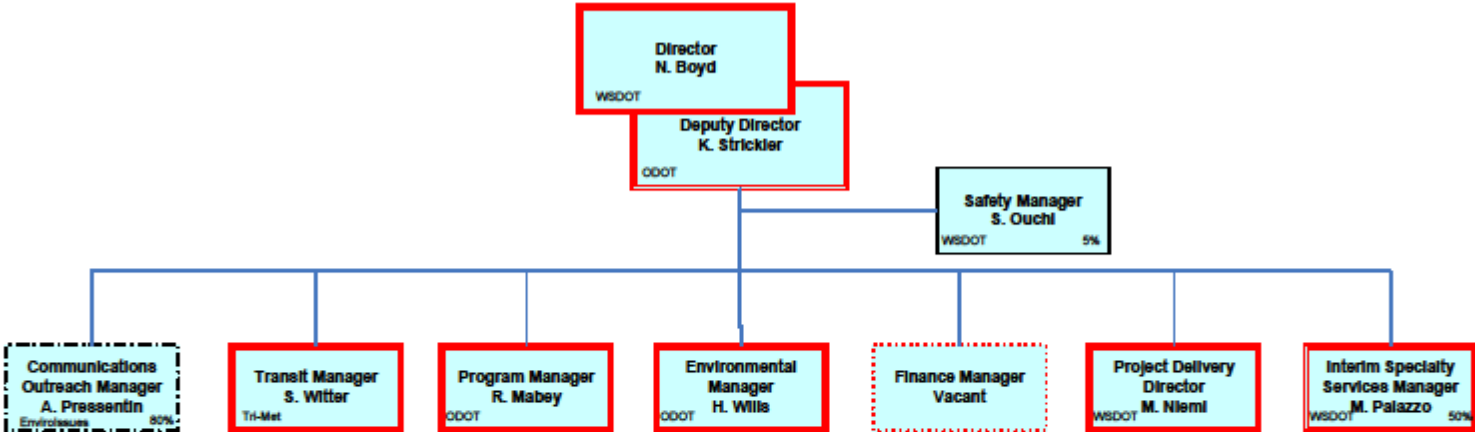 Director
N. Boyd
WSDOT
Deputy Director
K. Strickler
ODOT
Safety Manager
S. Ouchi
WSDOT 5%
Communications
Outreach Manager
A. Pressentin
EnviroIssues 80%
Transit Manager
S. Witter
Tri-Met
Program Manager
R. Mabey
ODOT
Environmental
Manager
H. Wills
ODOT
Finance Manager
Vacant
Project Delivery
Director
M. Niemi
WSDOT
Interim Specialty
Services Manager
M. Palazzo
WSDOT 50%